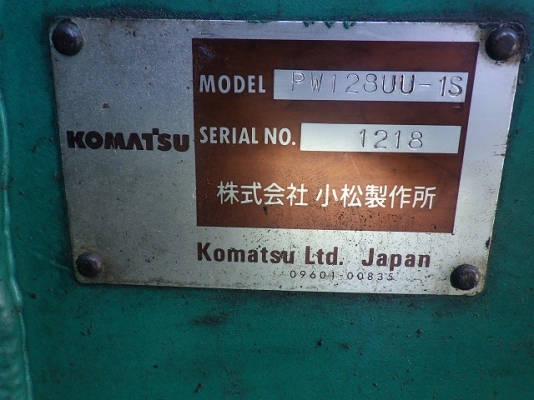 MODEL PW128UU-1S
KOMATSU
SERIAL NO. 1218
株式会社 小松製作所
Komatsu Ltd. Japan
09601-00835